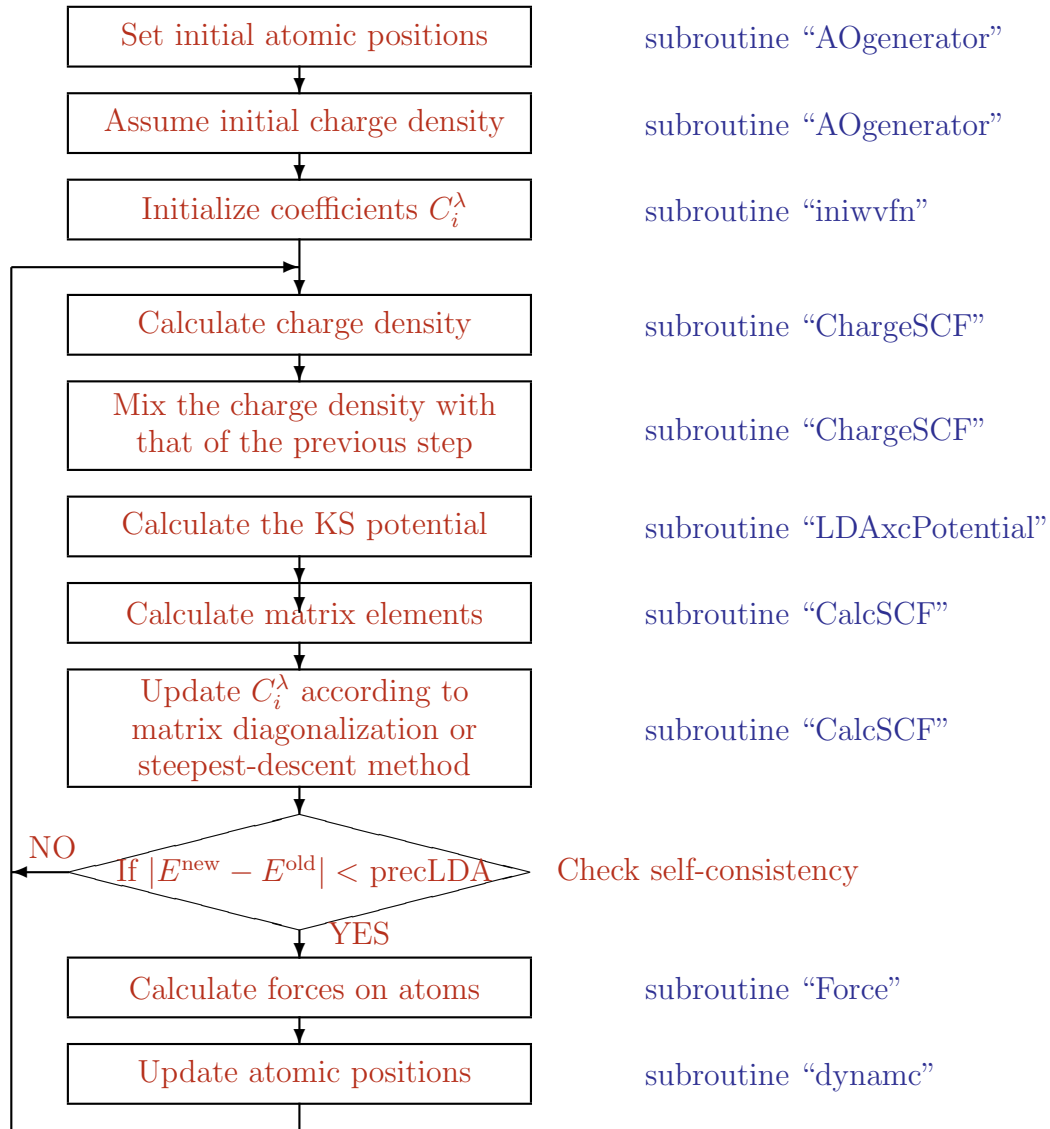 Set initial atomic positions
subroutine “AOgenerator”
Assume initial charge density
subroutine “AOgenerator”
Initialize coefficients $C_i^\lambda$
subroutine “iniwvfn”
Calculate charge density
subroutine “ChargeSCF”
Mix the charge density with
that of the previous step
subroutine “ChargeSCF”
Calculate the KS potential
subroutine “LDAxcPotential”
Calculate matrix elements
subroutine “CalcSCF”
Update $C_i^\lambda$ according to
matrix diagonalization or
steepest-descent method
subroutine “CalcSCF”
NO
If $|E^{\mathrm{new}} - E^{\mathrm{old}}| <$ precLDA
Check self-consistency
YES
Calculate forces on atoms
subroutine “Force”
Update atomic positions
subroutine “dynamc”